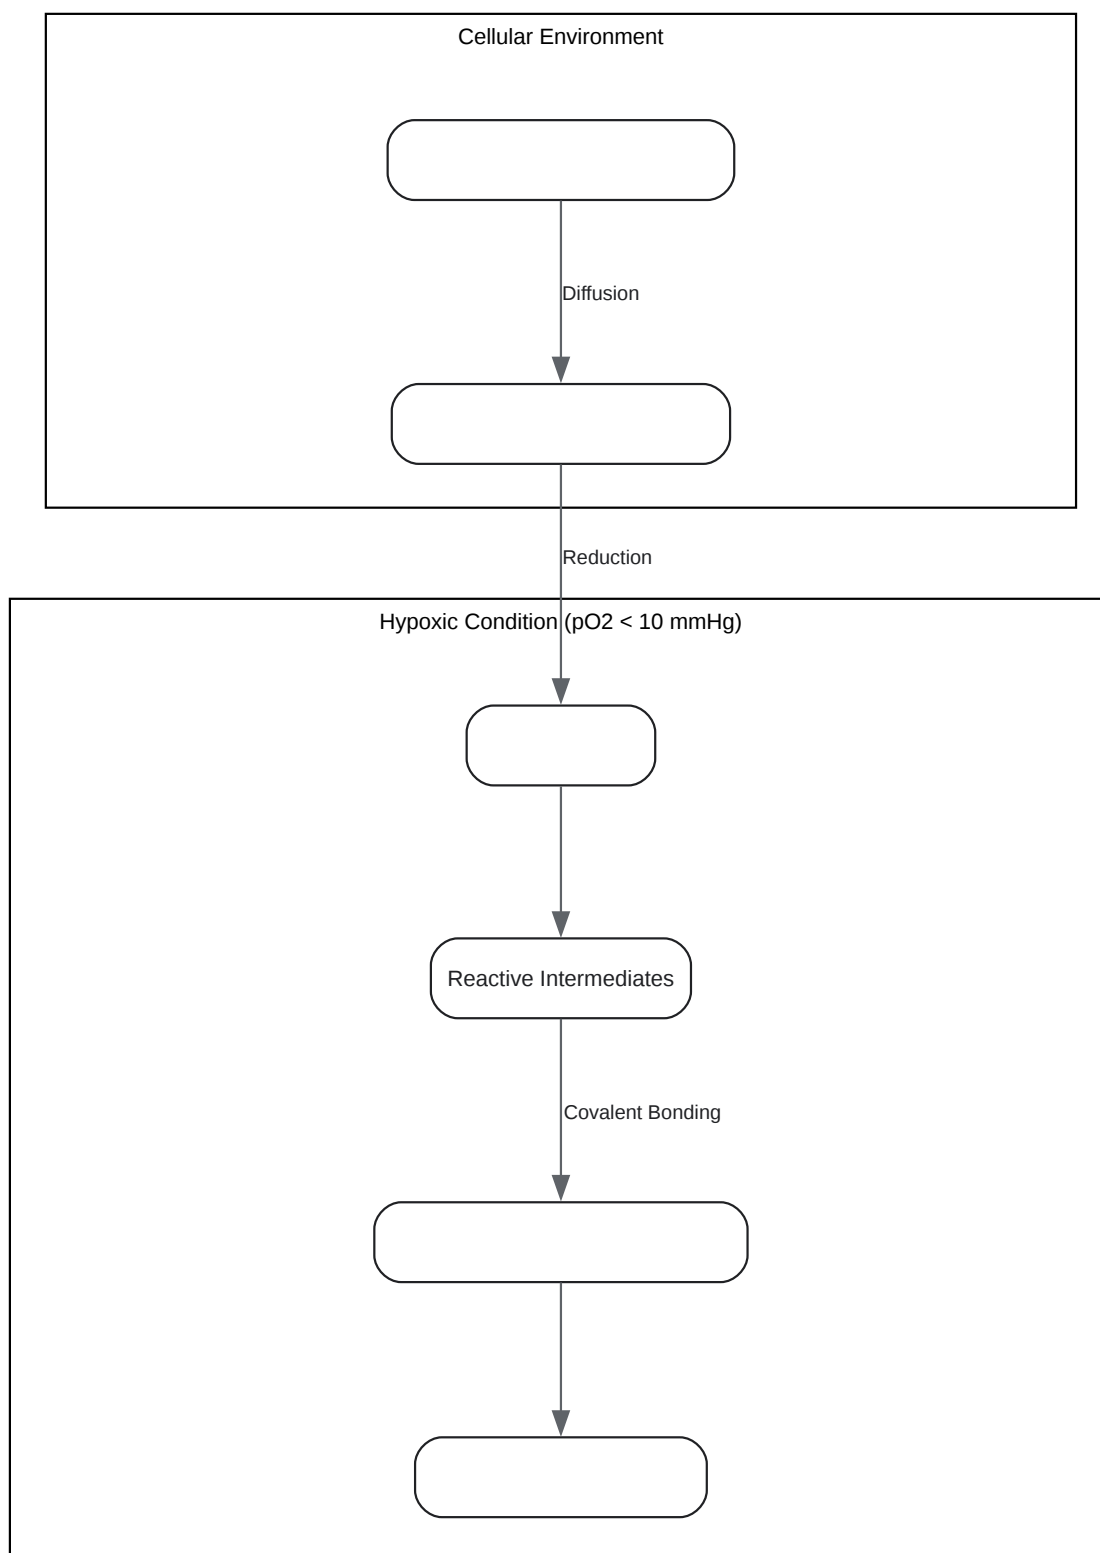 Cellular Environment
Diffusion
Reduction
Hypoxic Condition (pO2 < 10 mmHg)
Reactive Intermediates
Covalent Bonding